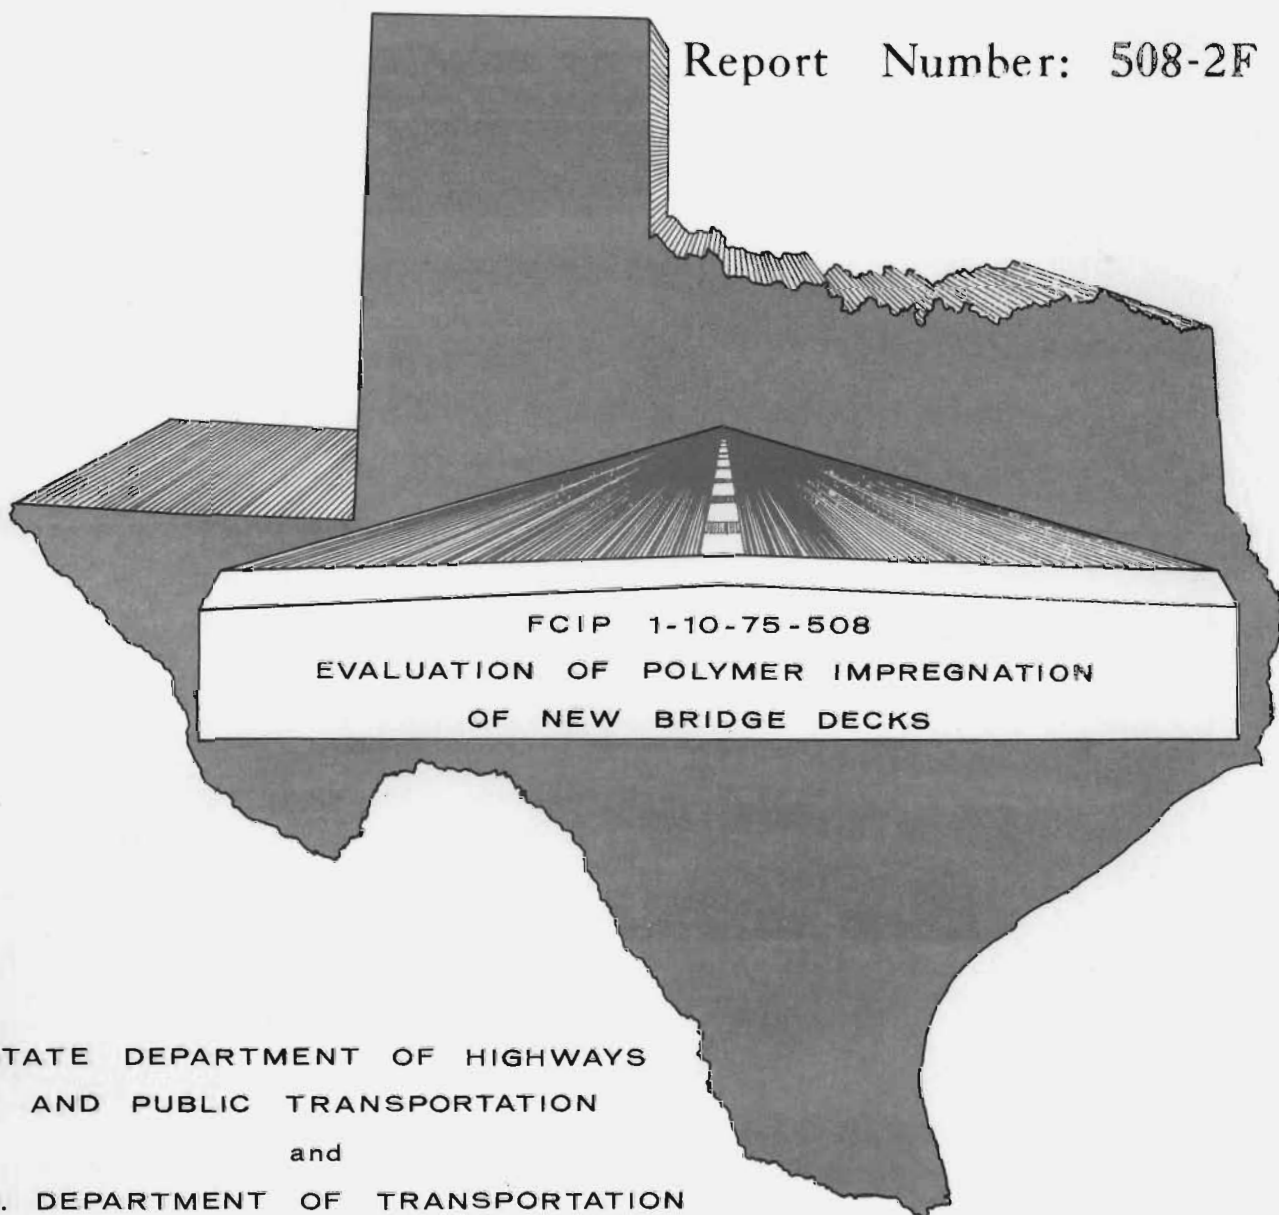 Report Number: 508-2F
FCIP 1-10-75-508
EVALUATION OF POLYMER IMPREGNATION
OF NEW BRIDGE DECKS
TATE DEPARTMENT OF HIGHWAYS
AND PUBLIC TRANSPORTATION
and
. DEPARTMENT OF TRANSPORTATION